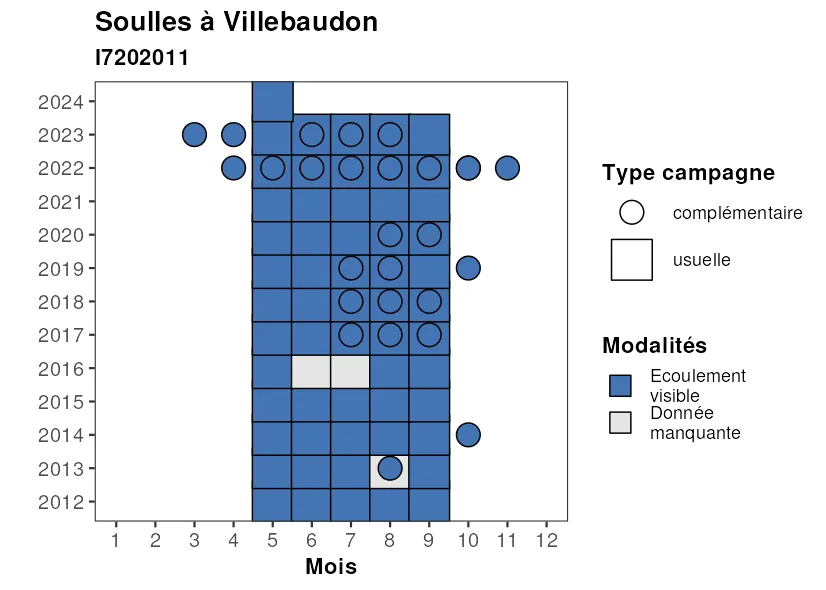 Soulles à Villebaudon
I7202011
2024
2023
2022
2021
2020
2019
2018
2017
2016
2015
2014
2013
2012
1 2 3 4 5 6 7 8 9 10 11 12
Mois
Type campagne
complémentaire
usuelle
Modalités
Ecoulement
visible
Donnée
manquante